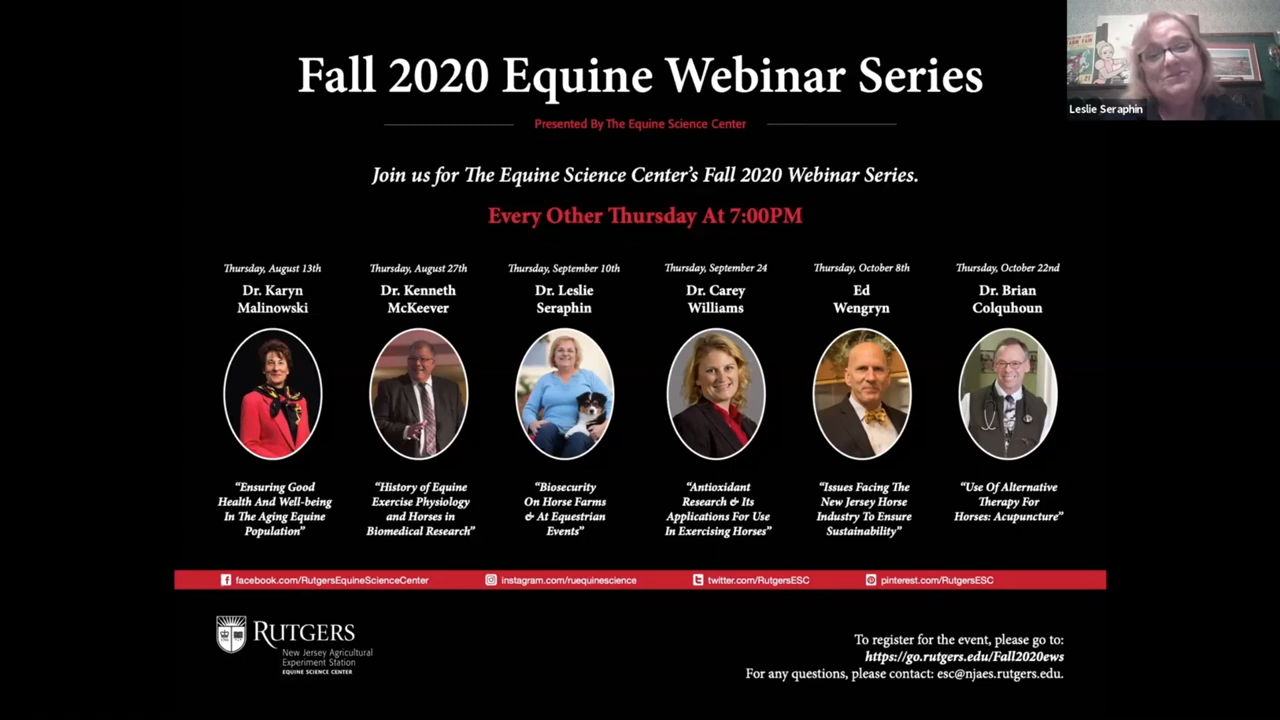 Fall 2020 Equine Webinar Series
Presented By The Equine Science Center
Join us for The Equine Science Center's Fall 2020 Webinar Series.
Every Other Thursday At 7:00PM
Thursday, August 13th
Dr. Karyn
Malinowski
"Ensuring Good
Health And Well-being
In The Aging Equine
Population"
Thursday, August 27th
Dr. Kenneth
McKeever
"History of Equine
Exercise Physiology
and Horses in
Biomedical Research"
Thursday, September 10th
Dr. Leslie
Seraphin
"Biosecurity
On Horse Farms
& At Equestrian
Events"
Thursday, September 24
Dr. Carey
Williams
"Antioxidant
Research & Its
Applications For Use
In Exercising Horses"
Thursday, October 8th
Ed
Wengryn
"Issues Facing The
New Jersey Horse
Industry To Ensure
Sustainability"
Thursday, October 22nd
Dr. Brian
Colquhoun
"Use Of Alternative
Therapy For
Horses: Acupuncture"
facebook.com/RutgersEquineScienceCenter
instagram.com/ruequinescience
twitter.com/RutgersESC
pinterest.com/RutgersESC
RUTGERS
New Jersey Agricultural
Experiment Station
EQUINE SCIENCE CENTER
To register for the event, please go to:
https://go.rutgers.edu/Fall2020ews
For any questions, please contact: esc@njaes.rutgers.edu.
Leslie Seraphin